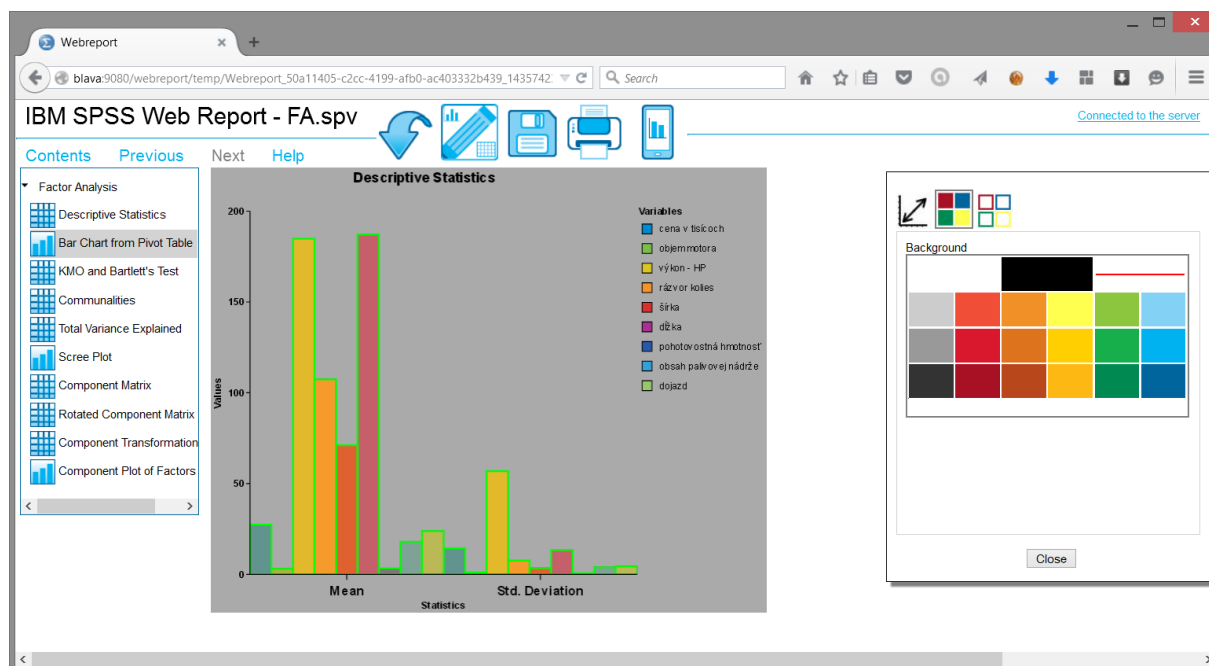 Webreport
blava:9080/webreport/temp/Webreport_50a11405-c2cc-4199-afb0-ac403332b439_1435742
Search
IBM SPSS Web Report - FA.spv
Connected to the server
Contents Previous Next Help
Factor Analysis
Descriptive Statistics
Bar Chart from Pivot Table
KMO and Bartlett's Test
Communalities
Total Variance Explained
Scree Plot
Component Matrix
Rotated Component Matrix
Component Transformation
Component Plot of Factors
Descriptive Statistics
200
150
100
50
0
Values
Mean
Std. Deviation
Statistics
Variables
cena v tisícoch
objem motora
výkon - HP
rázvor kolies
šírka
dĺžka
pohotovostná hmotnosť
obsah palivovej nádrže
dojazd
Background
Close